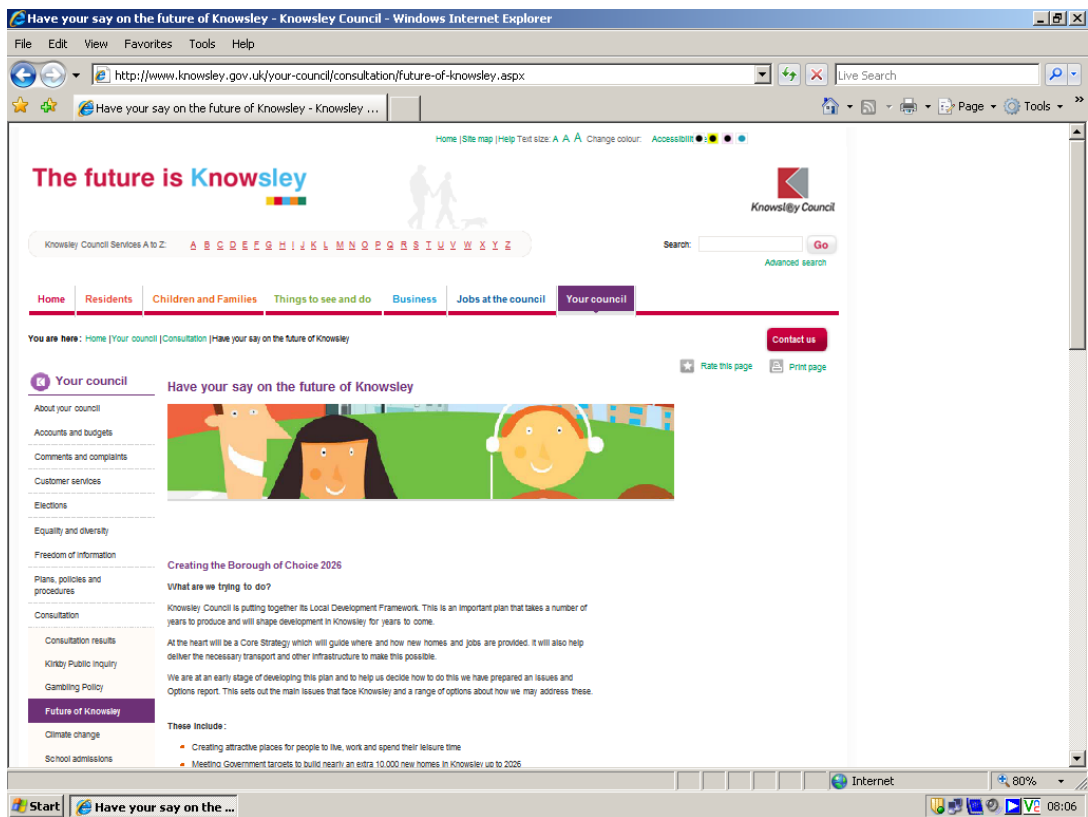 Have your say on the future of Knowsley - Knowsley Council - Windows Internet Explorer
File Edit View Favorites Tools Help
http://www.knowsley.gov.uk/your-council/consultation/future-of-knowsley.aspx Live Search
Have your say on the future of Knowsley - Knowsley ... Page Tools »
Home |Site map |Help Text size: A A A Change colour:
The future is Knowsley
Knowsl@y Council
Knowsley Council Services A to Z: A B C D E F G H I J K L M N O P Q R S T U V W X Y Z Search: Go
Advanced search
Home Residents Children and Families Things to see and do Business Jobs at the council Your council
You are here: Home |Your council |Consultation |Have your say on the future of Knowsley Contact us
Rate this page Print page
Your council
About your council
Accounts and budgets
Comments and complaints
Customer services
Elections
Equality and diversity
Freedom of information
Plans, policies and
procedures
Consultation
Consultation results
Kirkby Public Inquiry
Gambling Policy
Future of Knowsley
Climate change
School admissions
Have your say on the future of Knowsley
Creating the Borough of Choice 2026
What are we trying to do?
Knowsley Council is putting together its Local Development Framework. This is an important plan that takes a number of
years to produce and will shape development in Knowsley for years to come.
At the heart will be a Core Strategy which will guide where and how new homes and jobs are provided. It will also help
deliver the necessary transport and other infrastructure to make this possible.
We are at an early stage of developing this plan and to help us decide how to do this we have prepared an Issues and
Options report. This sets out the main issues that face Knowsley and a range of options about how we may address these.
These include:
Creating attractive places for people to live, work and spend their leisure time
Meeting Government targets to build nearly an extra 10,000 new homes in Knowsley up to 2026
Internet 80%
Start Have your say on the ... 08:06